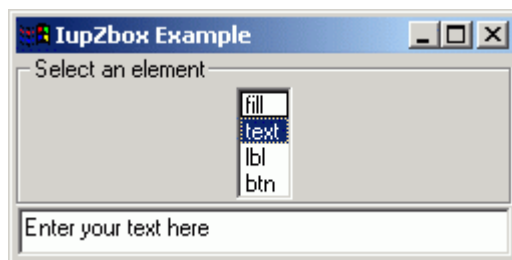 IupZbox Example
Select an element
fill
text
lbl
btn
Enter your text here